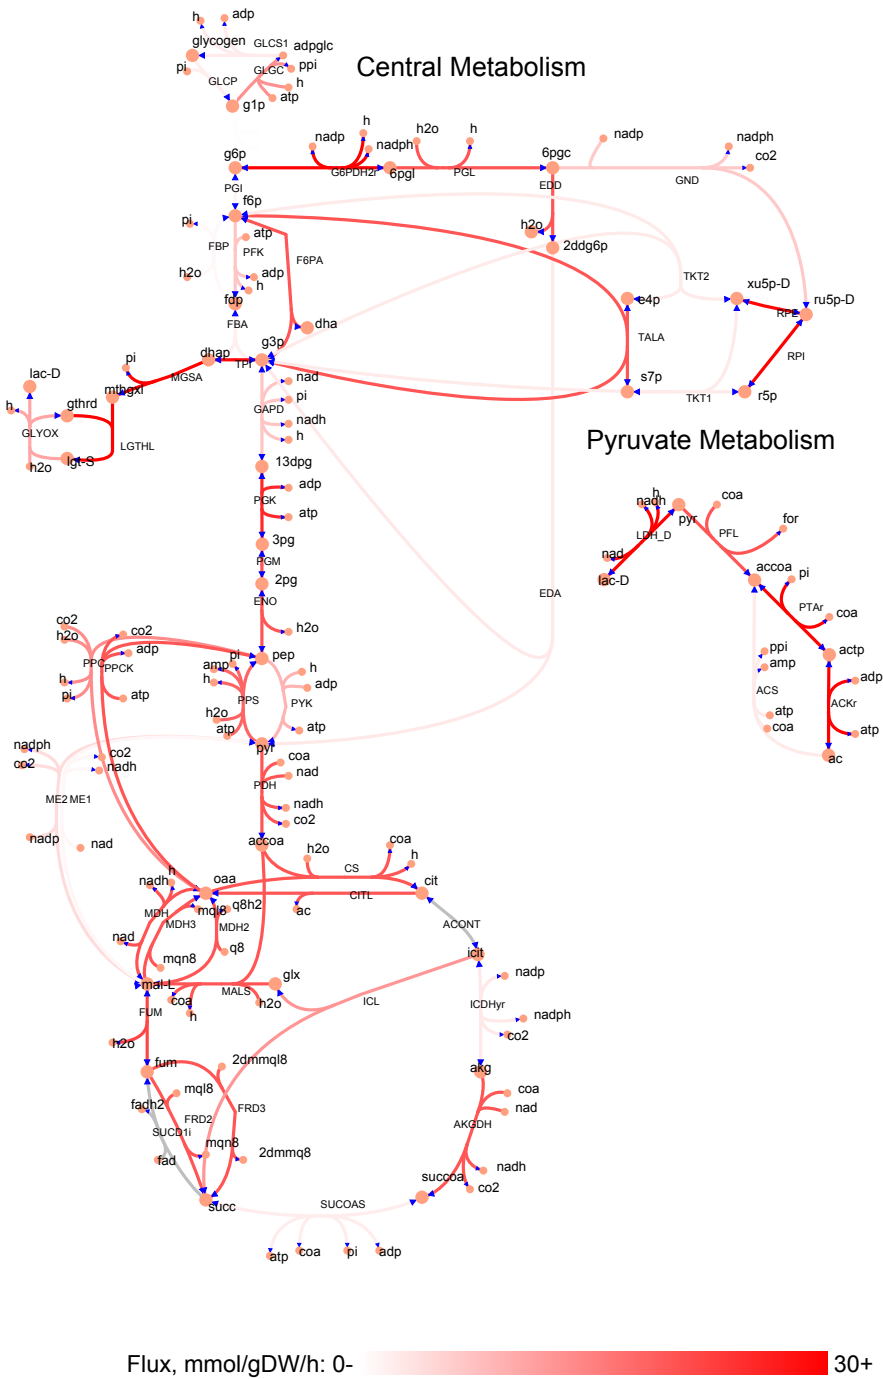 h
adp
glycogen
GLCS1
adpglc
pi
GLCP
GLGC
ppi
h
atp
g1p
Central Metabolism
nadp
h
nadph
h2o
h
6pgc
nadp
nadph
co2
g6p
PGI
G6PDH2r
6pgl
PGL
EDD
GND
f6p
pi
FBP
PFK
atp
F6PA
h2o
2ddg6p
h2o
adp
h
fdp
FBA
dha
TKT2
xu5p-D
ru5p-D
e4p
RPE
TALA
RPI
g3p
dhap
TPI
pi
MGSA
lac-D
mthgxl
gthrd
h
GLYOX
LGTHL
h2o
lgt-S
nad
pi
GAPD
nadh
h
s7p
TKT1
r5p
Pyruvate Metabolism
13dpg
adp
PGK
atp
3pg
PGM
2pg
ENO
h2o
h
nadh
pyr
coa
for
LDH_D
PFL
nad
lac-D
accoa
pi
PTAr
coa
EDA
co2
h2o
co2
PPC
PPCK
adp
h
pi
atp
pi
pep
amp
h
h
adp
PPS
PYK
h2o
atp
atp
pyr
ppi
amp
actp
adp
ACS
ACKr
atp
coa
atp
ac
nadph
co2
co2
nadh
ME2
ME1
nadp
nad
coa
nad
PDH
nadh
co2
accoa
h2o
coa
h
CS
cit
oaa
CITL
ac
nadh
h
MDH
mql8
q8h2
MDH3
MDH2
nad
mqn8
q8
ACONT
icit
mal-L
coa
h
MALS
h2o
glx
ICL
FUM
h2o
nadp
ICDHyr
nadph
co2
akg
fum
2dmmql8
mql8
fadh2
FRD2
FRD3
SUCD1i
mqn8
fad
2dmmq8
coa
nad
AKGDH
nadh
co2
succoa
succ
SUCOAS
atp
coa
pi
adp
Flux, mmol/gDW/h: 0-
30+